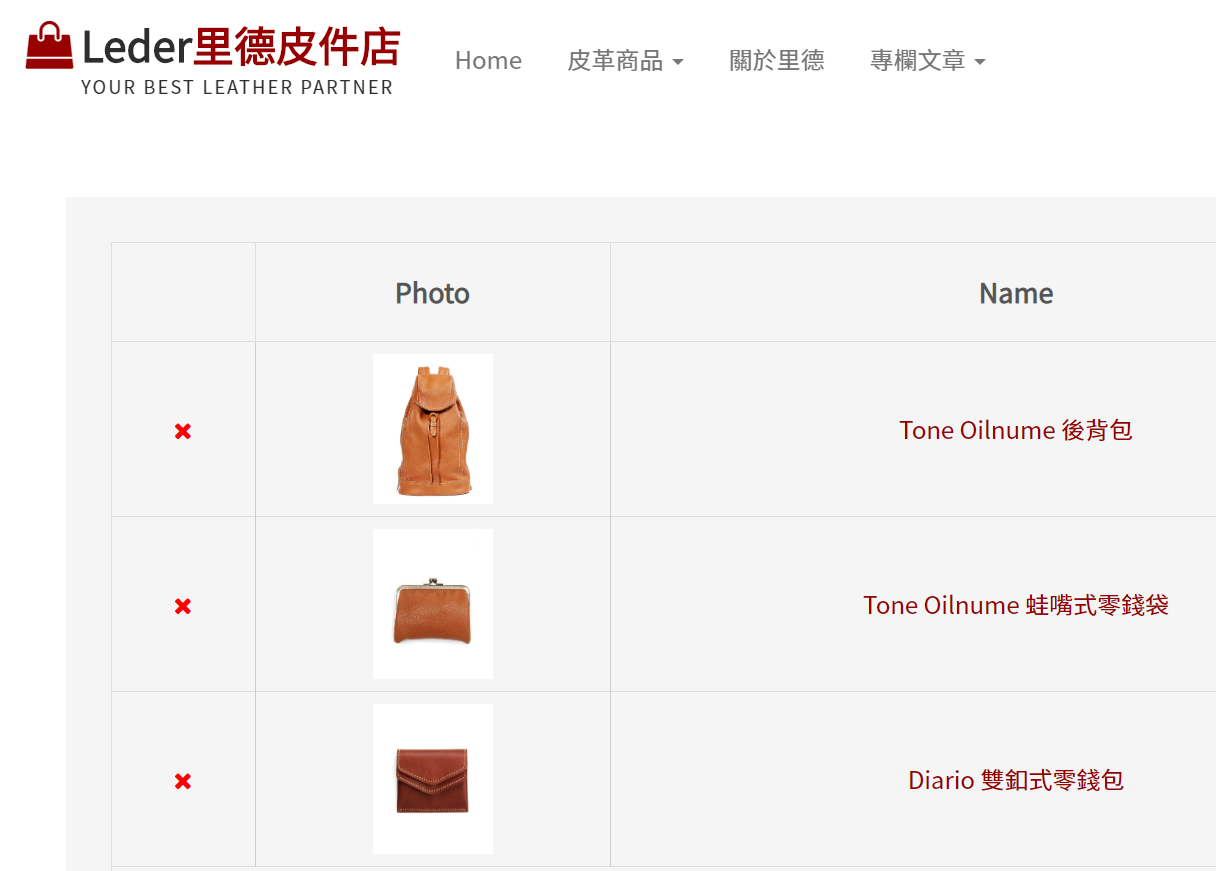 Leder里德皮件店
YOUR BEST LEATHER PARTNER
Home 皮革商品 關於里德 專欄文章
Photo Name
Tone Oilnume 後背包
Tone Oilnume 蛙嘴式零錢袋
Diario 雙釦式零錢包